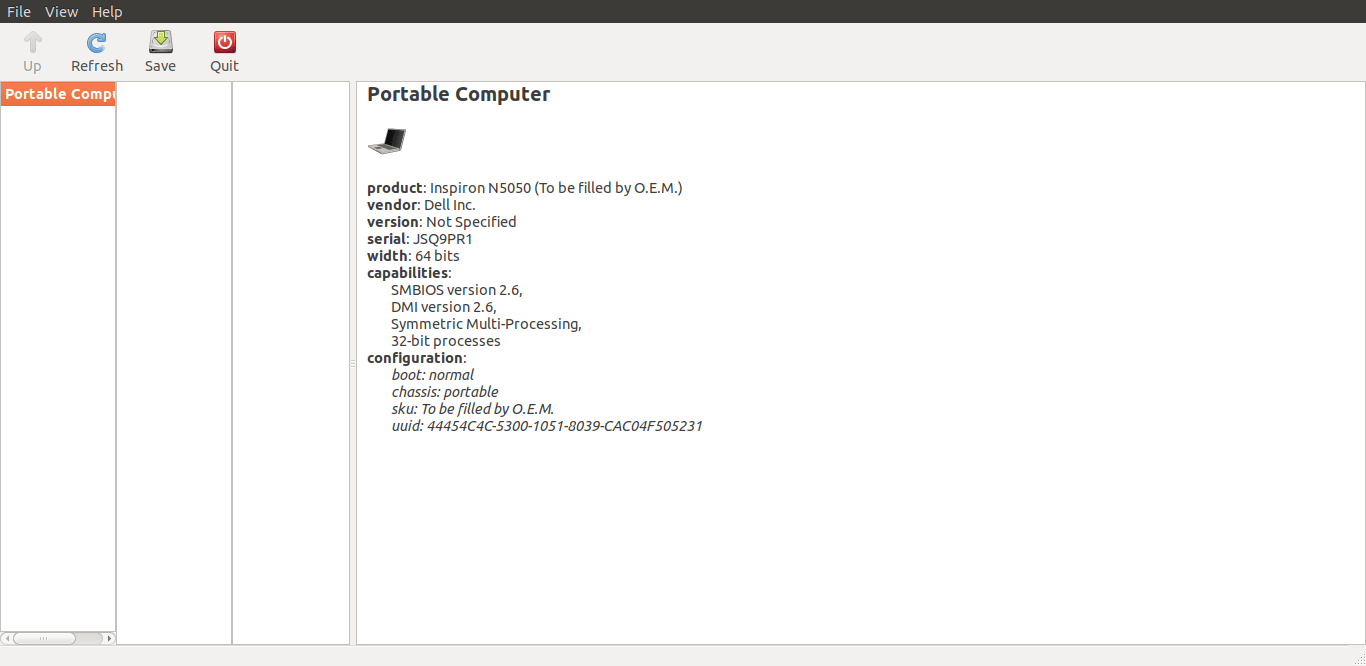 File View Help
Up Refresh Save Quit
Portable Compu
Portable Computer
product: Inspiron N5050 (To be filled by O.E.M.)
vendor: Dell Inc.
version: Not Specified
serial: JSQ9PR1
width: 64 bits
capabilities:
SMBIOS version 2.6,
DMI version 2.6,
Symmetric Multi-Processing,
32-bit processes
configuration:
boot: normal
chassis: portable
sku: To be filled by O.E.M.
uuid: 44454C4C-5300-1051-8039-CAC04F505231